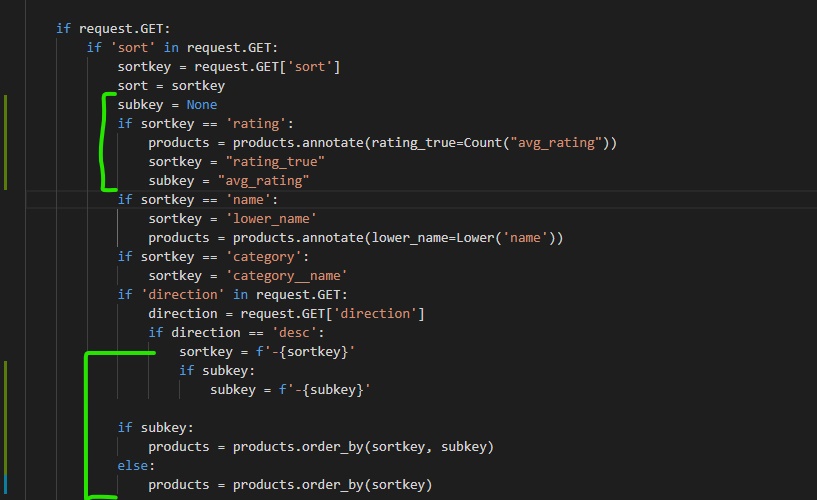 if request.GET:
if 'sort' in request.GET:
sortkey = request.GET['sort']
sort = sortkey
subkey = None
if sortkey == 'rating':
products = products.annotate(rating_true=Count("avg_rating"))
sortkey = "rating_true"
subkey = "avg_rating"
if sortkey == 'name':
sortkey = 'lower_name'
products = products.annotate(lower_name=Lower('name'))
if sortkey == 'category':
sortkey = 'category__name'
if 'direction' in request.GET:
direction = request.GET['direction']
if direction == 'desc':
sortkey = f'-{sortkey}'
if subkey:
subkey = f'-{subkey}'
if subkey:
products = products.order_by(sortkey, subkey)
else:
products = products.order_by(sortkey)